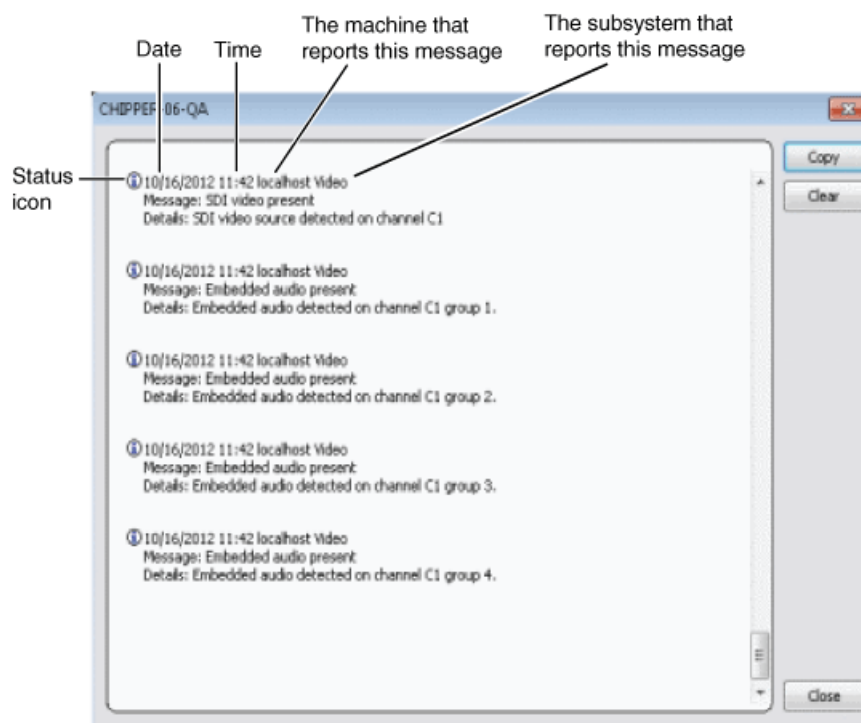 Date
Time
The machine that
reports this message
The subsystem that
reports this message
CHIPPER-06-QA
Status
icon
10/16/2012 11:42 localhost Video
Message: SDI video present
Details: SDI video source detected on channel C1
10/16/2012 11:42 localhost Video
Message: Embedded audio present
Details: Embedded audio detected on channel C1 group 1.
10/16/2012 11:42 localhost Video
Message: Embedded audio present
Details: Embedded audio detected on channel C1 group 2.
10/16/2012 11:42 localhost Video
Message: Embedded audio present
Details: Embedded audio detected on channel C1 group 3.
10/16/2012 11:42 localhost Video
Message: Embedded audio present
Details: Embedded audio detected on channel C1 group 4.
Copy
Clear
Close